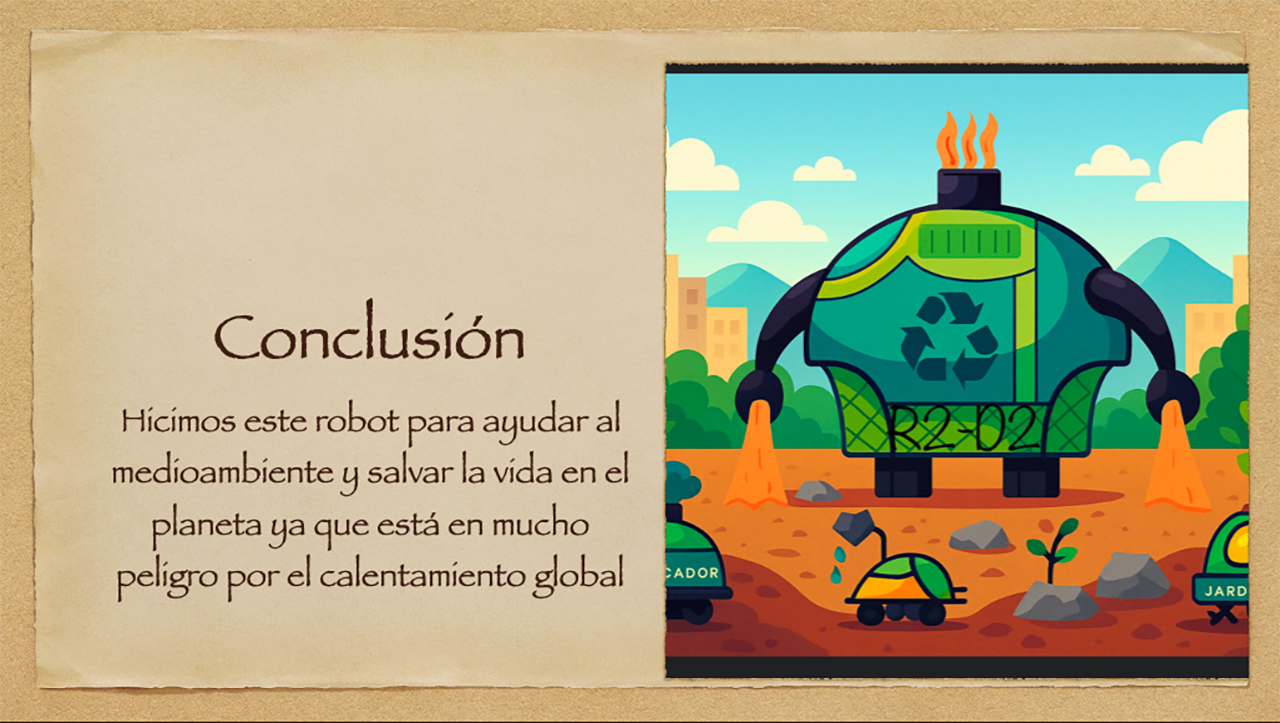 Conclusión
Hicimos este robot para ayudar al
medioambiente y salvar la vida en el
planeta ya que está en mucho
peligro por el calentamiento global
R2-D2
CADOR
JARD